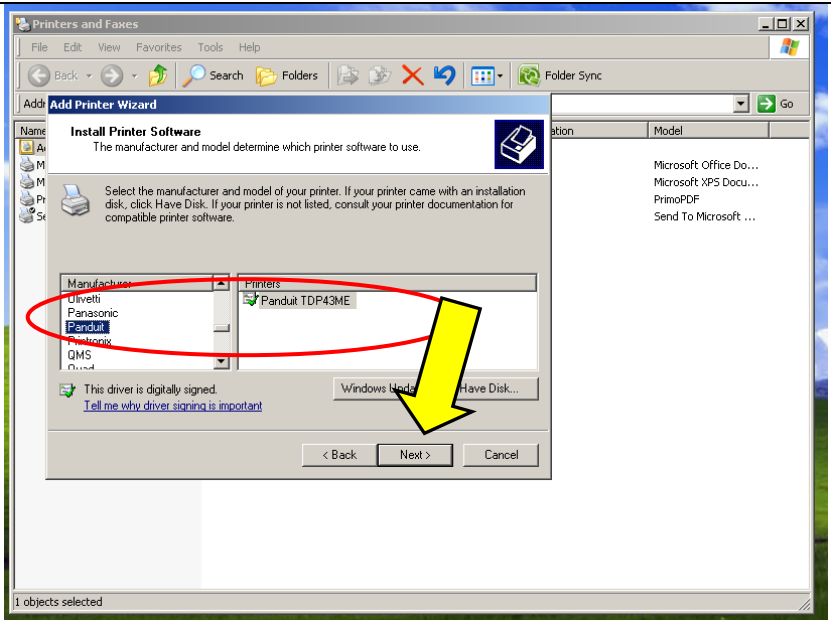 Printers and Faxes
File Edit View Favorites Tools Help
Back Search Folders Folder Sync
Go
Add Printer Wizard
Name Model
Install Printer Software
The manufacturer and model determine which printer software to use.
Microsoft Office Do...
Microsoft XPS Docu...
PrimoPDF
Send To Microsoft ...
Select the manufacturer and model of your printer. If your printer came with an installation
disk, click Have Disk. If your printer is not listed, consult your printer documentation for
compatible printer software.
Manufacturer Printers
Olivetti Panduit TDP43ME
Panasonic
Panduit
Printronix
QMS
Quad
This driver is digitally signed. Windows Have Disk...
Tell me why driver signing is important
< Back Next > Cancel
1 objects selected